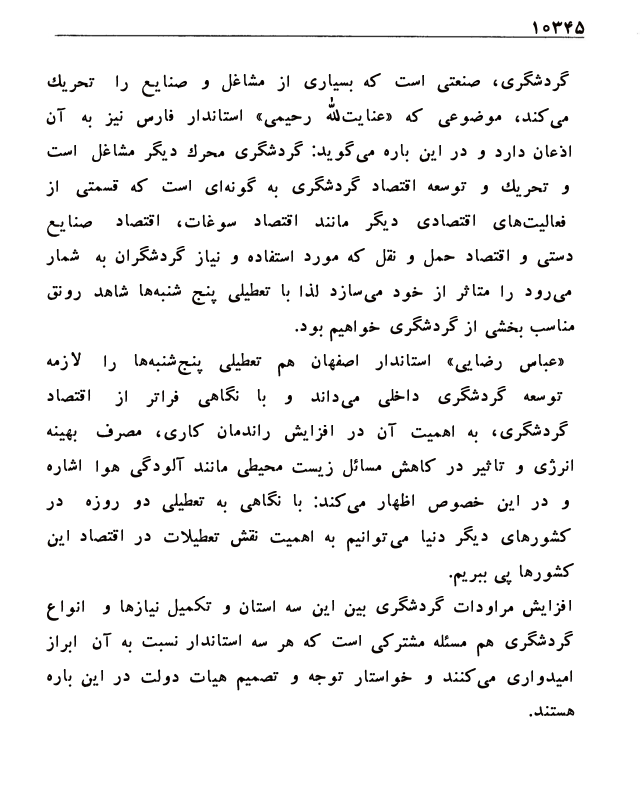 ۱۰۳۴۵
گردشگری، صنعتی است که بسیاری از مشاغل و صنایع را تحریك
می‌کند، موضوعی که «عنایت‌الله رحیمی» استاندار فارس نیز به آن
اذعان دارد و در این باره می‌گوید: گردشگری محرك دیگر مشاغل است
و تحریك و توسعه اقتصاد گردشگری به گونه‌ای است که قسمتی از
فعالیت‌های اقتصادی دیگر مانند اقتصاد سوغات، اقتصاد صنایع
دستی و اقتصاد حمل و نقل که مورد استفاده و نیاز گردشگران به شمار
می‌رود را متاثر از خود می‌سازد لذا با تعطیلی پنج شنبه‌ها شاهد رونق
مناسب بخشی از گردشگری خواهیم بود.
«عباس رضایی» استاندار اصفهان هم تعطیلی پنج‌شنبه‌ها را لازمه
توسعه گردشگری داخلی می‌داند و با نگاهی فراتر از اقتصاد
گردشگری، به اهمیت آن در افزایش راندمان کاری، مصرف بهینه
انرژی و تاثیر در کاهش مسائل زیست محیطی مانند آلودگی هوا اشاره
و در این خصوص اظهار می‌کند: با نگاهی به تعطیلی دو روزه در
کشورهای دیگر دنیا می‌توانیم به اهمیت نقش تعطیلات در اقتصاد این
کشورها پی ببریم.
افزایش مراودات گردشگری بین این سه استان و تکمیل نیازها و انواع
گردشگری هم مسئله مشترکی است که هر سه استاندار نسبت به آن ابراز
امیدواری می‌کنند و خواستار توجه و تصمیم هیات دولت در این باره
هستند.